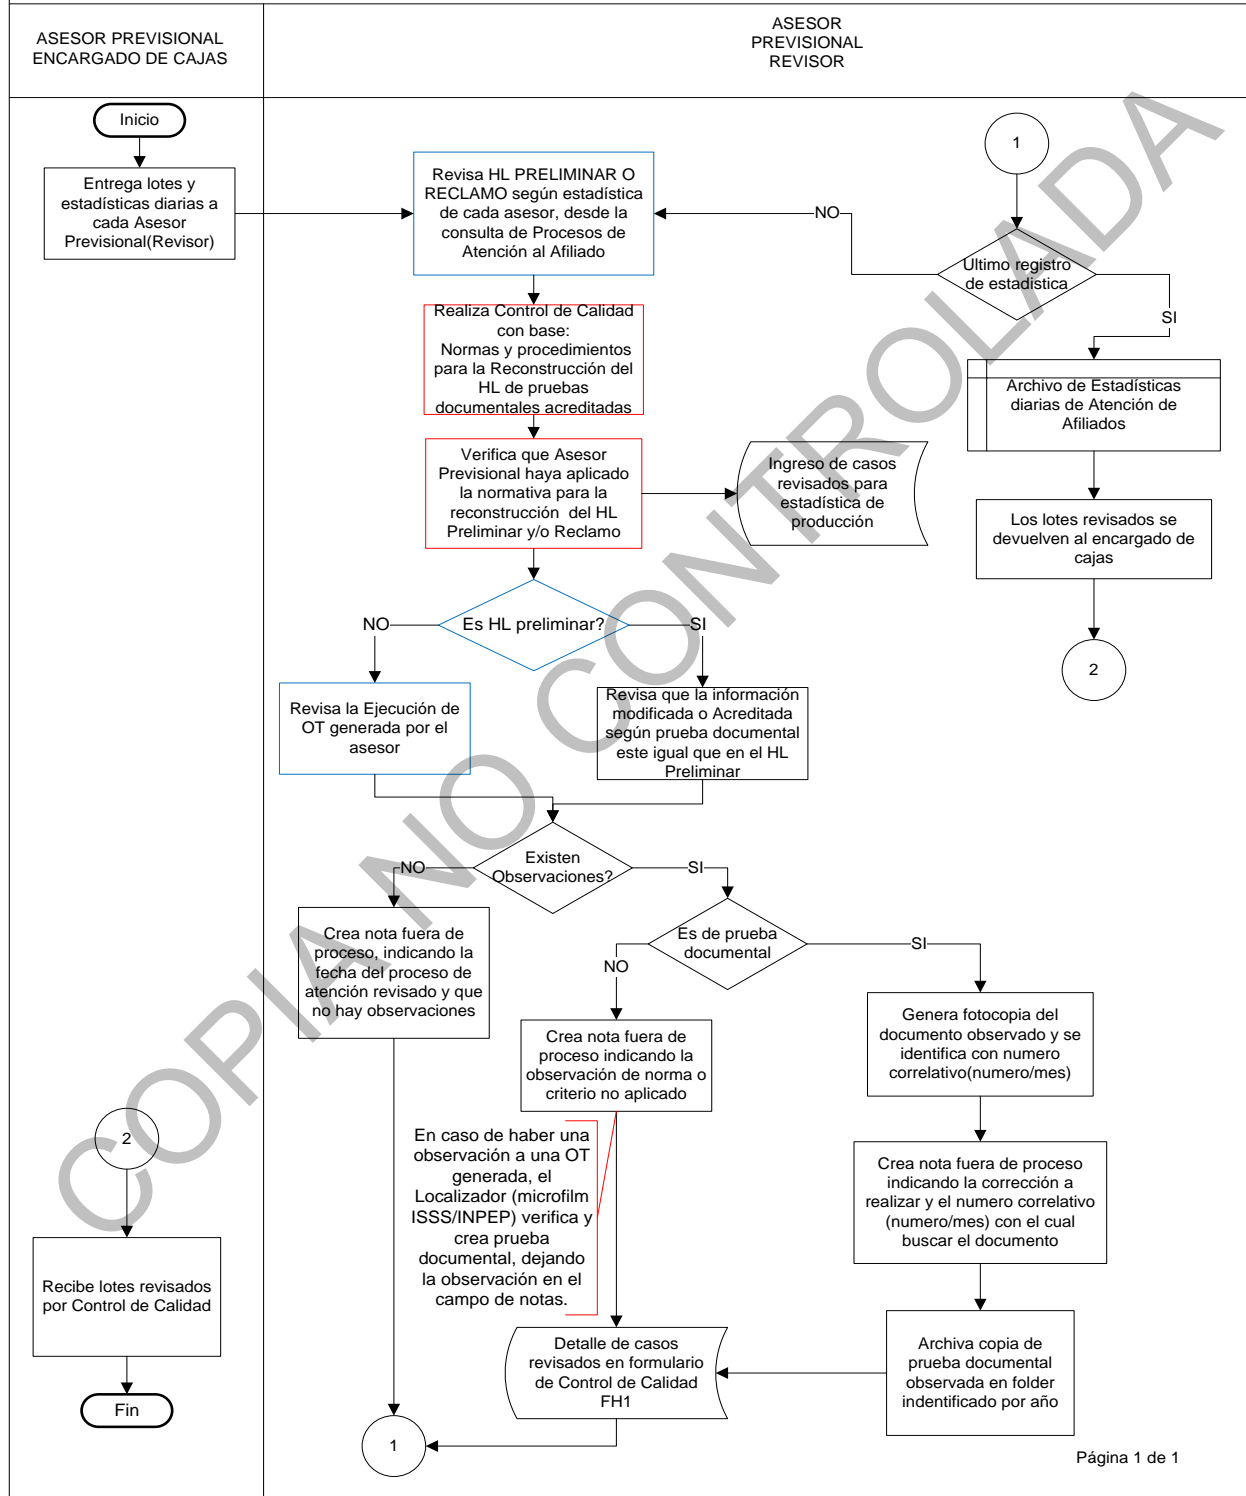 ASESOR PREVISIONAL
ENCARGADO DE CAJAS
ASESOR
PREVISIONAL
REVISOR
Inicio
Entrega lotes y
estadísticas diarias a
cada Asesor
Previsional(Revisor)
Revisa HL PRELIMINAR O
RECLAMO según estadística
de cada asesor, desde la
consulta de Procesos de
Atención al Afiliado
NO
1
Ultimo registro
de estadistica
SI
Realiza Control de Calidad
con base:
Normas y procedimientos
para la Reconstrucción del
HL de pruebas
documentales acreditadas
Archivo de Estadísticas
diarias de Atención de
Afiliados
Verifica que Asesor
Previsional haya aplicado
la normativa para la
reconstrucción del HL
Preliminar y/o Reclamo
Ingreso de casos
revisados para
estadística de
producción
Los lotes revisados se
devuelven al encargado de
cajas
2
NO
Es HL preliminar?
SI
Revisa la Ejecución de
OT generada por el
asesor
Revisa que la información
modificada o Acreditada
según prueba documental
este igual que en el HL
Preliminar
NO
Existen
Observaciones?
SI
Crea nota fuera de
proceso, indicando la
fecha del proceso de
atención revisado y que
no hay observaciones
Es de prueba
documental
NO
SI
Crea nota fuera de
proceso indicando la
observación de norma o
criterio no aplicado
Genera fotocopia del
documento observado y se
identifica con numero
correlativo(numero/mes)
En caso de haber una
observación a una OT
generada, el
Localizador (microfilm
ISSS/INPEP) verifica y
crea prueba
documental, dejando
la observación en el
campo de notas.
Crea nota fuera de proceso
indicando la corrección a
realizar y el numero correlativo
(numero/mes) con el cual
buscar el documento
2
Recibe lotes revisados
por Control de Calidad
Fin
Detalle de casos
revisados en formulario
de Control de Calidad
FH1
Archiva copia de
prueba documental
observada en folder
indentificado por año
1
Página 1 de 1
COPIA NO CONTROLADA